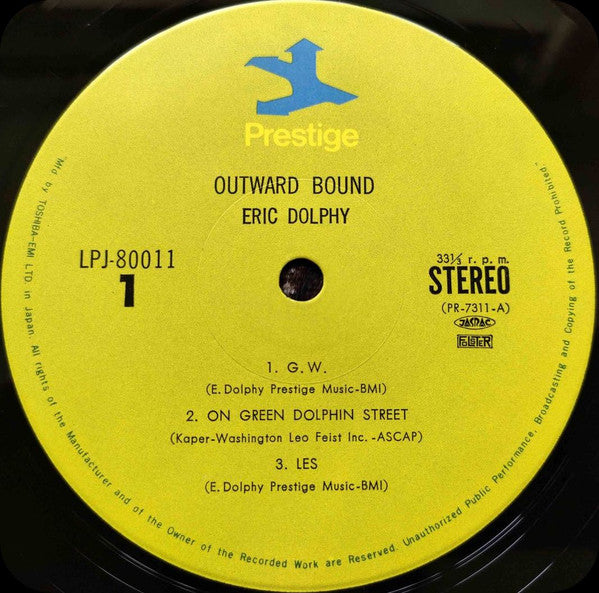 Prestige
OUTWARD BOUND
ERIC DOLPHY
LPJ-80011
1
33⅓ r. p. m.
STEREO
(PR-7311-A)
JASRAC
1. G. W.
(E. Dolphy Prestige Music-BMI)
2. ON GREEN DOLPHIN STREET
(Kaper-Washington Leo Feist Inc. -ASCAP)
3. LES
(E. Dolphy Prestige Music-BMI)
"Mfd by TOSHIBA-EMI LTD. in Japan. All rights of the Manufacturer and of the Owner of the Recorded Work are Reserved. Unauthorized Public Performance, Broadcasting and Copying of the Record Prohibited"